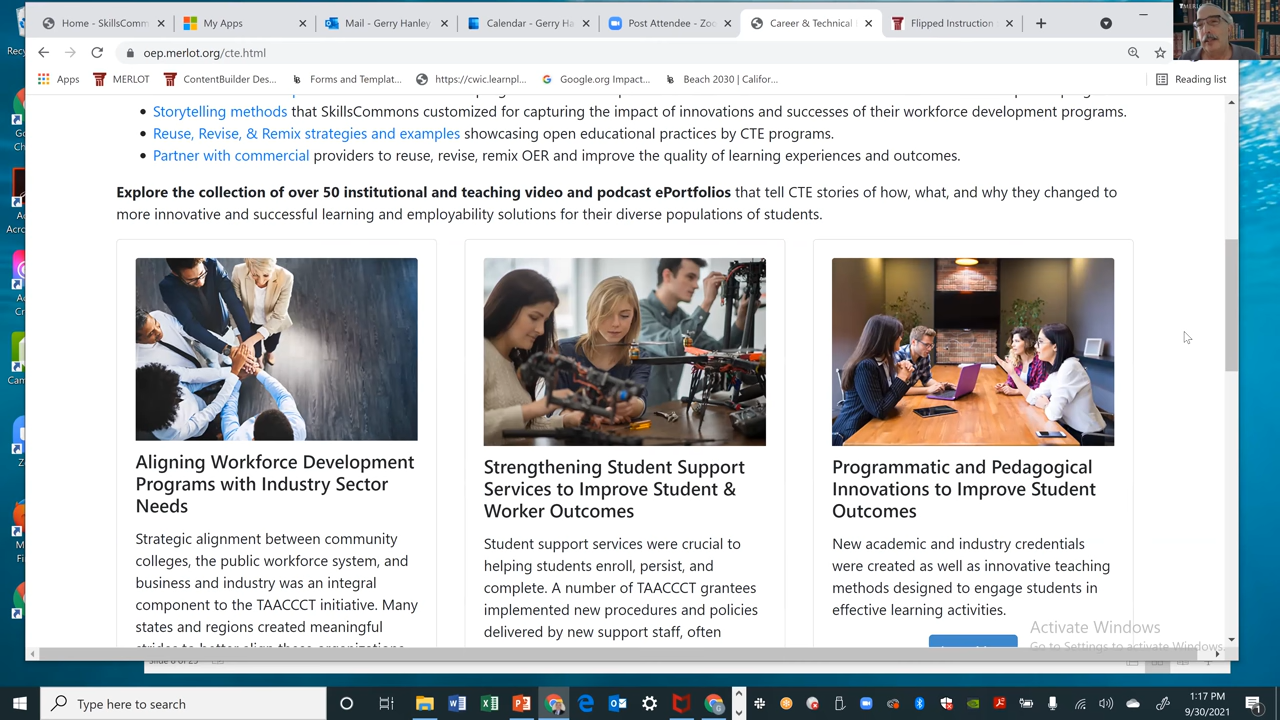 Home - SkillsComm
My Apps
Mail - Gerry Hanley
Calendar - Gerry Ha
Post Attendee - Zoo
Career & Technical
Flipped Instruction
oep.merlot.org/cte.html
Apps
MERLOT
ContentBuilder Des...
Forms and Templat...
https://cwic.learnpl...
Google.org Impact...
Beach 2030 | Califor...
Reading list
• Storytelling methods that SkillsCommons customized for capturing the impact of innovations and successes of their workforce development programs.
• Reuse, Revise, & Remix strategies and examples showcasing open educational practices by CTE programs.
• Partner with commercial providers to reuse, revise, remix OER and improve the quality of learning experiences and outcomes.
Explore the collection of over 50 institutional and teaching video and podcast ePortfolios that tell CTE stories of how, what, and why they changed to
more innovative and successful learning and employability solutions for their diverse populations of students.
Aligning Workforce Development
Programs with Industry Sector
Needs
Strategic alignment between community
colleges, the public workforce system, and
business and industry was an integral
component to the TAACCCT initiative. Many
states and regions created meaningful
Strengthening Student Support
Services to Improve Student &
Worker Outcomes
Student support services were crucial to
helping students enroll, persist, and
complete. A number of TAACCCT grantees
implemented new procedures and policies
delivered by new support staff, often
Programmatic and Pedagogical
Innovations to Improve Student
Outcomes
New academic and industry credentials
were created as well as innovative teaching
methods designed to engage students in
effective learning activities.
Activate Windows
Go to Settings to activate Windows.
Type here to search
1:17 PM
9/30/2021